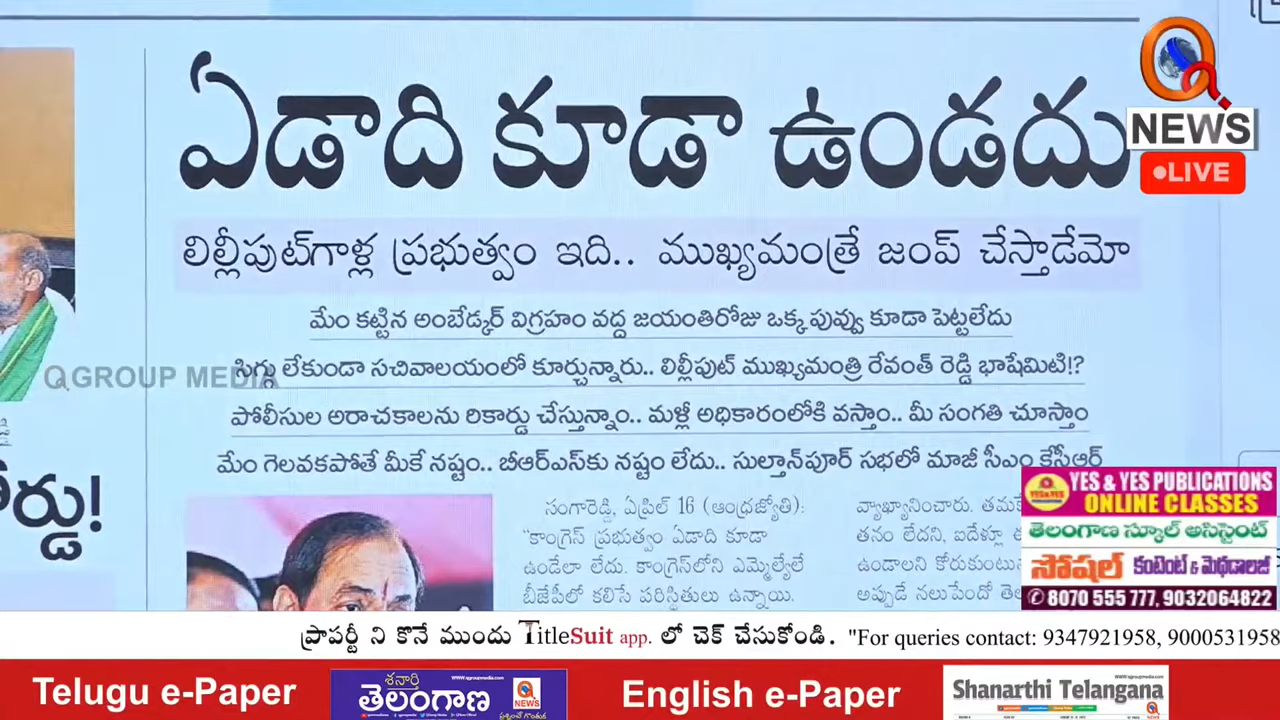 ఏడాది కూడా ఉండదు
లిల్లీపుట్‌గాళ్ల ప్రభుత్వం ఇది.. ముఖ్యమంత్రే జంప్ చేస్తాడేమో
మేం కట్టిన అంబేడ్కర్ విగ్రహం వద్ద జయంతిరోజు ఒక్క పువ్వు కూడా పెట్టలేదు
సిగ్గు లేకుండా సచివాలయంలో కూర్చున్నారు.. లిల్లీపుట్ ముఖ్యమంత్రి రేవంత్ రెడ్డి భాషేమిటి!?
పోలీసుల అరాచకాలను రికార్డు చేస్తున్నాం.. మళ్లీ అధికారంలోకి వస్తాం.. మీ సంగతి చూస్తాం
మేం గెలవకపోతే మీకే నష్టం.. బీఆర్ఎస్‌కు నష్టం లేదు.. సుల్తాన్‌పూర్ సభలో మాజీ సీఎం కేసీఆర్
సంగారెడ్డి, ఏప్రిల్ 16 (ఆంధ్రజ్యోతి):
"కాంగ్రెస్ ప్రభుత్వం ఏడాది కూడా
ఉండేలా లేదు. కాంగ్రెస్‌లోని ఎమ్మెల్యేలే
బీజేపీలో కలిసే పరిస్థితులు ఉన్నాయి.
వ్యాఖ్యానించారు.
తనం లేదని, ఐదేళ్లూ
ఉండాలని
అప్పుడే నలుపేందో
ర్డు!
Q GROUP MEDIA
Q
NEWS
LIVE
YES & YES PUBLICATIONS
ONLINE CLASSES
YES&YES
తెలంగాణ స్కూల్ అసిస్టెంట్
సోషల్ కంటెంట్ & మెథడాలజీ
8070 555 777, 9032064822
ప్రాపర్టీ ని కొనే ముందు TitleSuit app. లో చెక్ చేసుకోండి. "For queries contact: 9347921958, 9000531958
Telugu e-Paper
శనార్తి
తెలంగాణ
NEWS
English e-Paper
Shanarthi Telangana